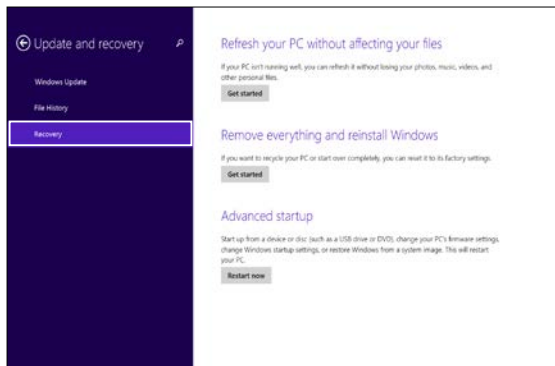 Update and recovery
Windows Update
File History
Recovery
Refresh your PC without affecting your files
If your PC isn't running well, you can refresh it without losing your photos, music, videos, and
other personal files.
Get started
Remove everything and reinstall Windows
If you want to recycle your PC or start over completely, you can reset it to its factory settings.
Get started
Advanced startup
Start up from a device or disc (such as a USB drive or DVD), change your PC's firmware settings,
change Windows startup settings, or restore Windows from a system image. This will restart
your PC.
Restart now